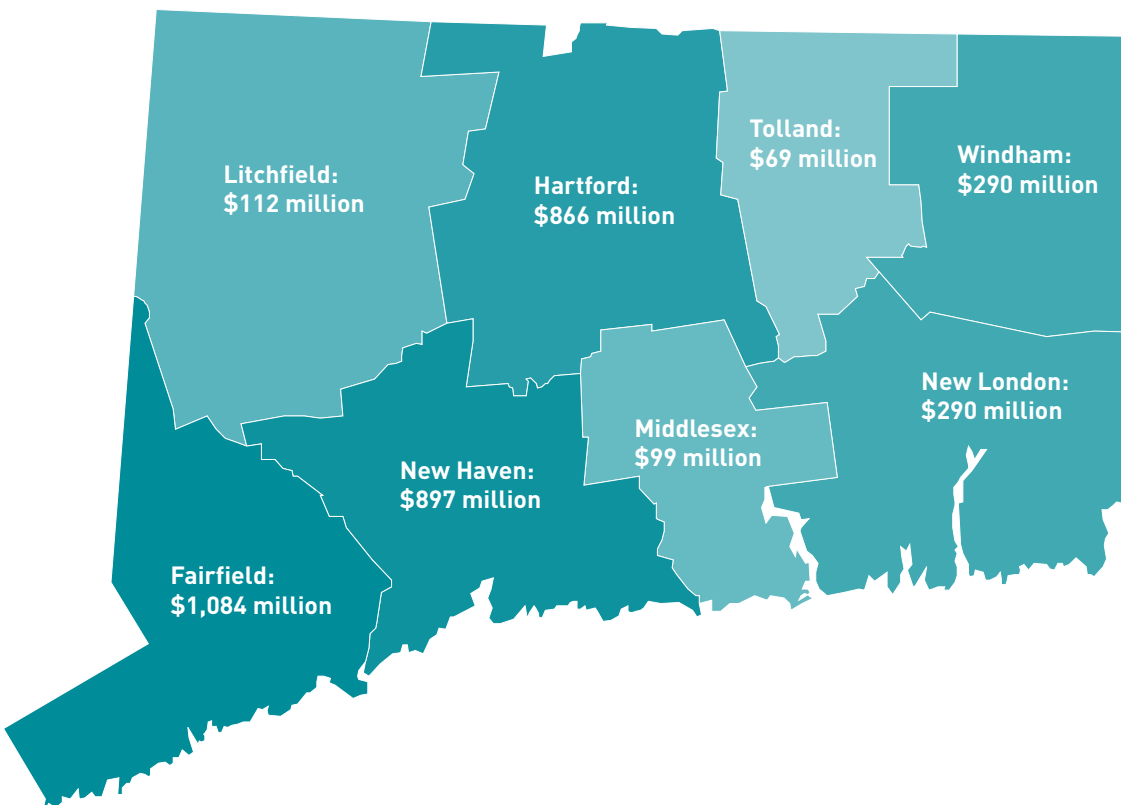 Litchfield:
$112 million
Hartford:
$866 million
Tolland:
$69 million
Windham:
$290 million
New London:
$290 million
Middlesex:
$99 million
New Haven:
$897 million
Fairfield:
$1,084 million